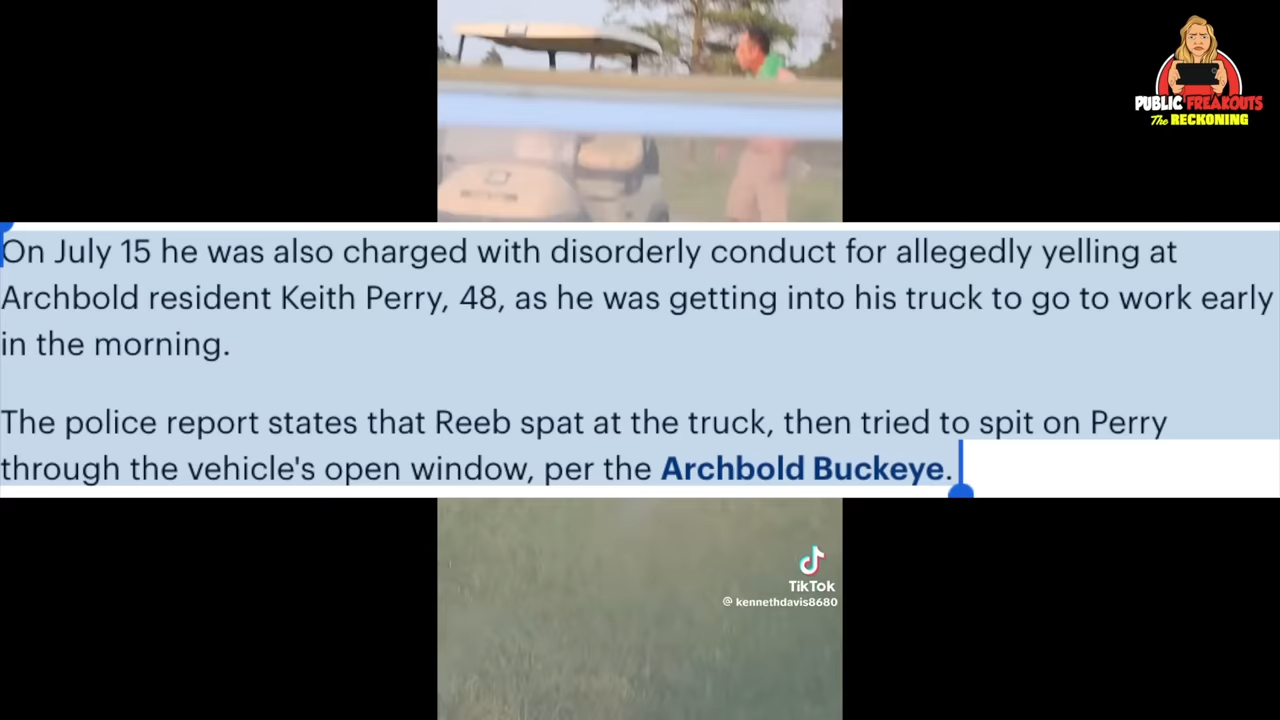 PUBLIC FREAKOUTS
The RECKONING
On July 15 he was also charged with disorderly conduct for allegedly yelling at
Archbold resident Keith Perry, 48, as he was getting into his truck to go to work early
in the morning.
The police report states that Reeb spat at the truck, then tried to spit on Perry
through the vehicle's open window, per the Archbold Buckeye.
TikTok
@ kennethdavis8680